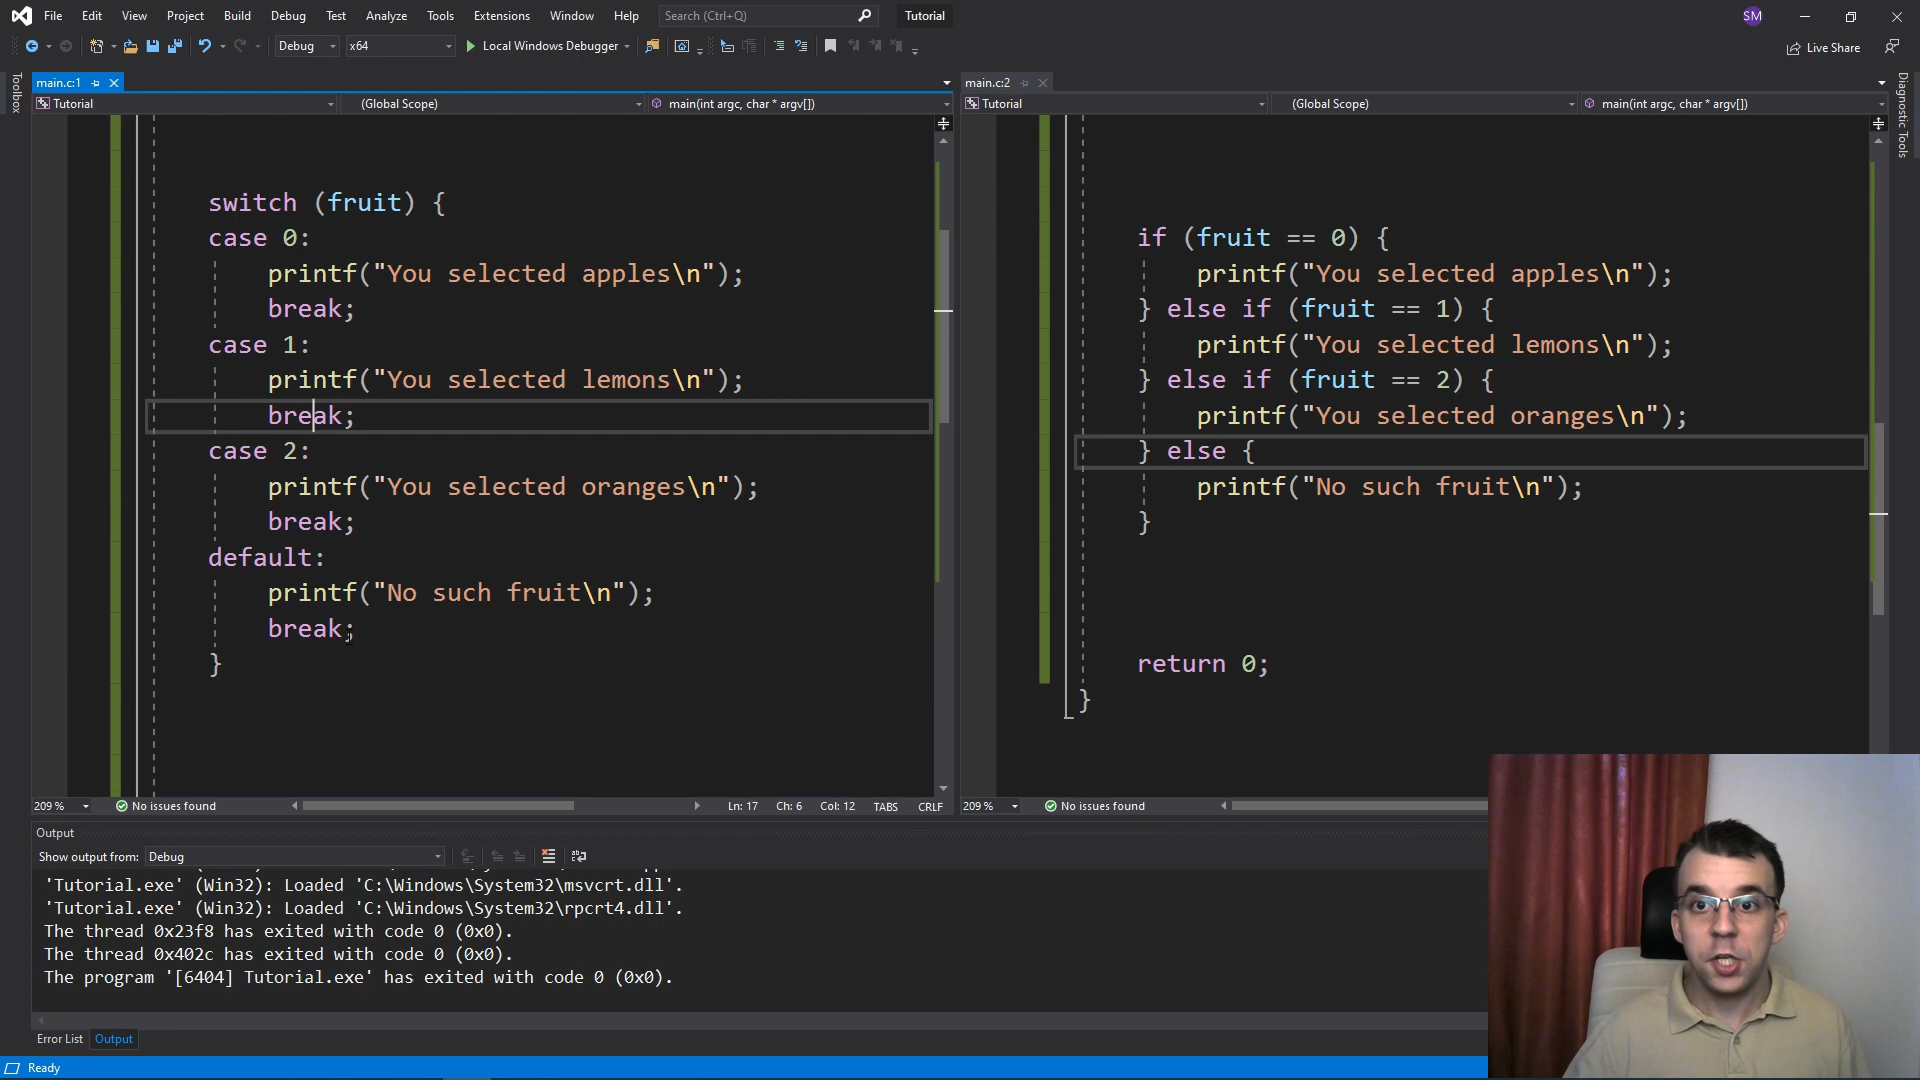 File Edit View Project Build Debug Test Analyze Tools Extensions Window Help Search (Ctrl+Q) Tutorial SM
Debug x64 Local Windows Debugger Live Share
Toolbox
main.c:1
Tutorial (Global Scope) main(int argc, char * argv[])
switch (fruit) {
case 0:
printf("You selected apples\n");
break;
case 1:
printf("You selected lemons\n");
break;
case 2:
printf("You selected oranges\n");
break;
default:
printf("No such fruit\n");
break;
}
209 % No issues found Ln: 17 Ch: 6 Col: 12 TABS CRLF
main.c:2
Tutorial (Global Scope) main(int argc, char * argv[])
if (fruit == 0) {
printf("You selected apples\n");
} else if (fruit == 1) {
printf("You selected lemons\n");
} else if (fruit == 2) {
printf("You selected oranges\n");
} else {
printf("No such fruit\n");
}
return 0;
}
209 % No issues found
Diagnostic Tools
Output
Show output from: Debug
'Tutorial.exe' (Win32): Loaded 'C:\Windows\System32\msvcrt.dll'.
'Tutorial.exe' (Win32): Loaded 'C:\Windows\System32\rpcrt4.dll'.
The thread 0x23f8 has exited with code 0 (0x0).
The thread 0x402c has exited with code 0 (0x0).
The program '[6404] Tutorial.exe' has exited with code 0 (0x0).
Error List Output
Ready